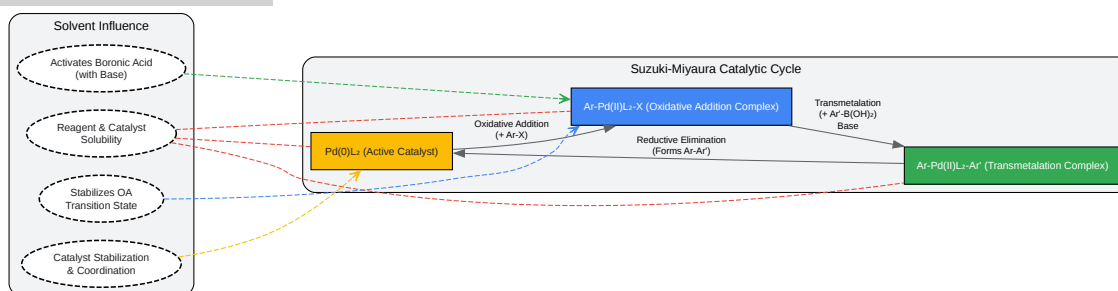 Solvent Influence
Activates Boronic Acid
(with Base)
Reagent & Catalyst
Solubility
Stabilizes OA
Transition State
Catalyst Stabilization
& Coordination
Suzuki-Miyaura Catalytic Cycle
Ar-Pd(II)L₂-X (Oxidative Addition Complex)
Transmetalation
(+ Ar'-B(OH)₂)
Base
Oxidative Addition
(+ Ar-X)
Reductive Elimination
(Forms Ar-Ar')
Pd(0)L₂ (Active Catalyst)
Ar-Pd(II)L₂-Ar' (Transmetalation Complex)